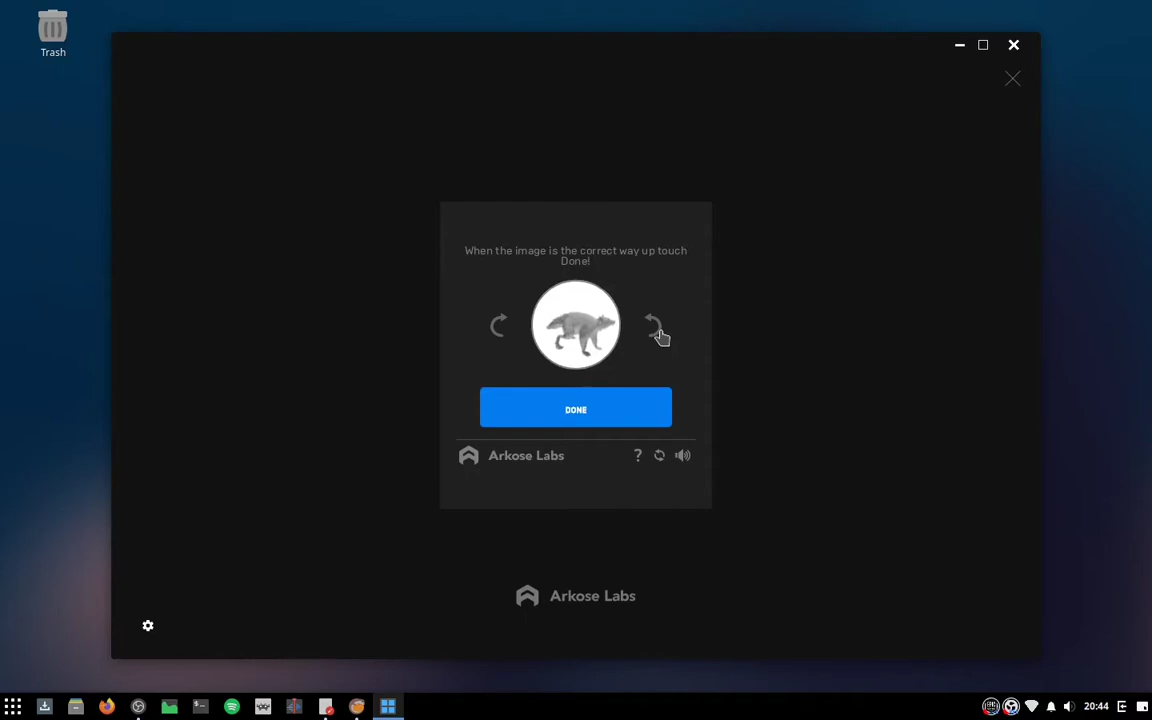 Trash
When the image is the correct way up touch
Done!
DONE
Arkose Labs
?
Arkose Labs
20:44